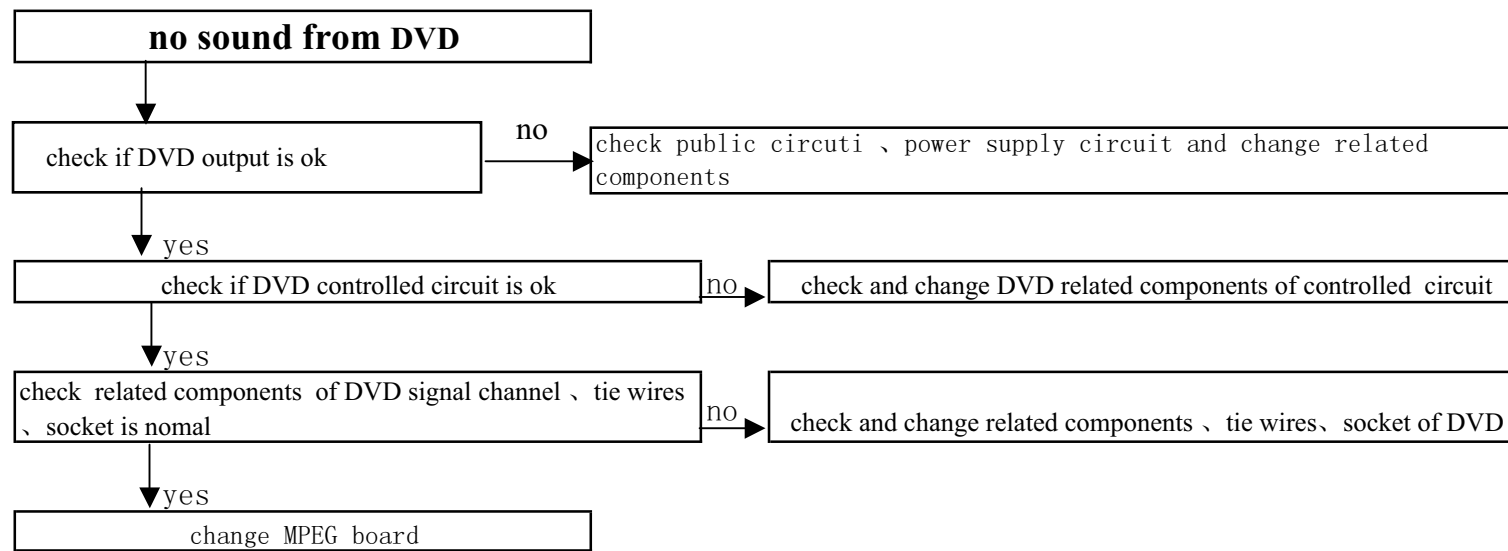 no sound from DVD
check if DVD output is ok
no
check public circuti 、power supply circuit and change related
components
yes
check if DVD controlled circuit is ok
no
check and change DVD related components of controlled circuit
yes
check related components of DVD signal channel 、tie wires
、socket is nomal
no
check and change related components 、tie wires、socket of DVD
yes
change MPEG board